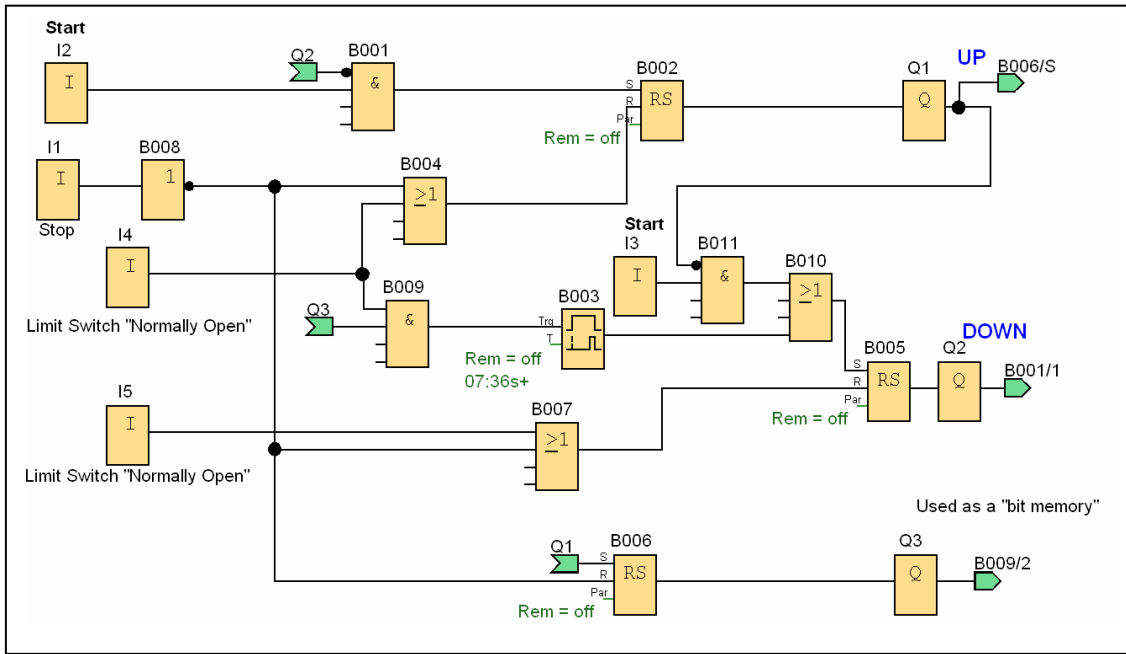 Start
I2
I
Q2
B001
&
B002
S
R
Par
RS
Rem = off
UP
Q1
Q
B006/S
I1
I
Stop
B008
1
B004
>1
I4
I
Limit Switch "Normally Open"
Start
I3
I
B011
&
B010
>1
Q3
B009
&
B003
Trg
T
Rem = off
07:36s+
DOWN
B005
S
R
Par
RS
Rem = off
Q2
Q
B001/1
I5
I
Limit Switch "Normally Open"
B007
>1
Used as a "bit memory"
Q1
B006
S
R
Par
RS
Rem = off
Q3
Q
B009/2